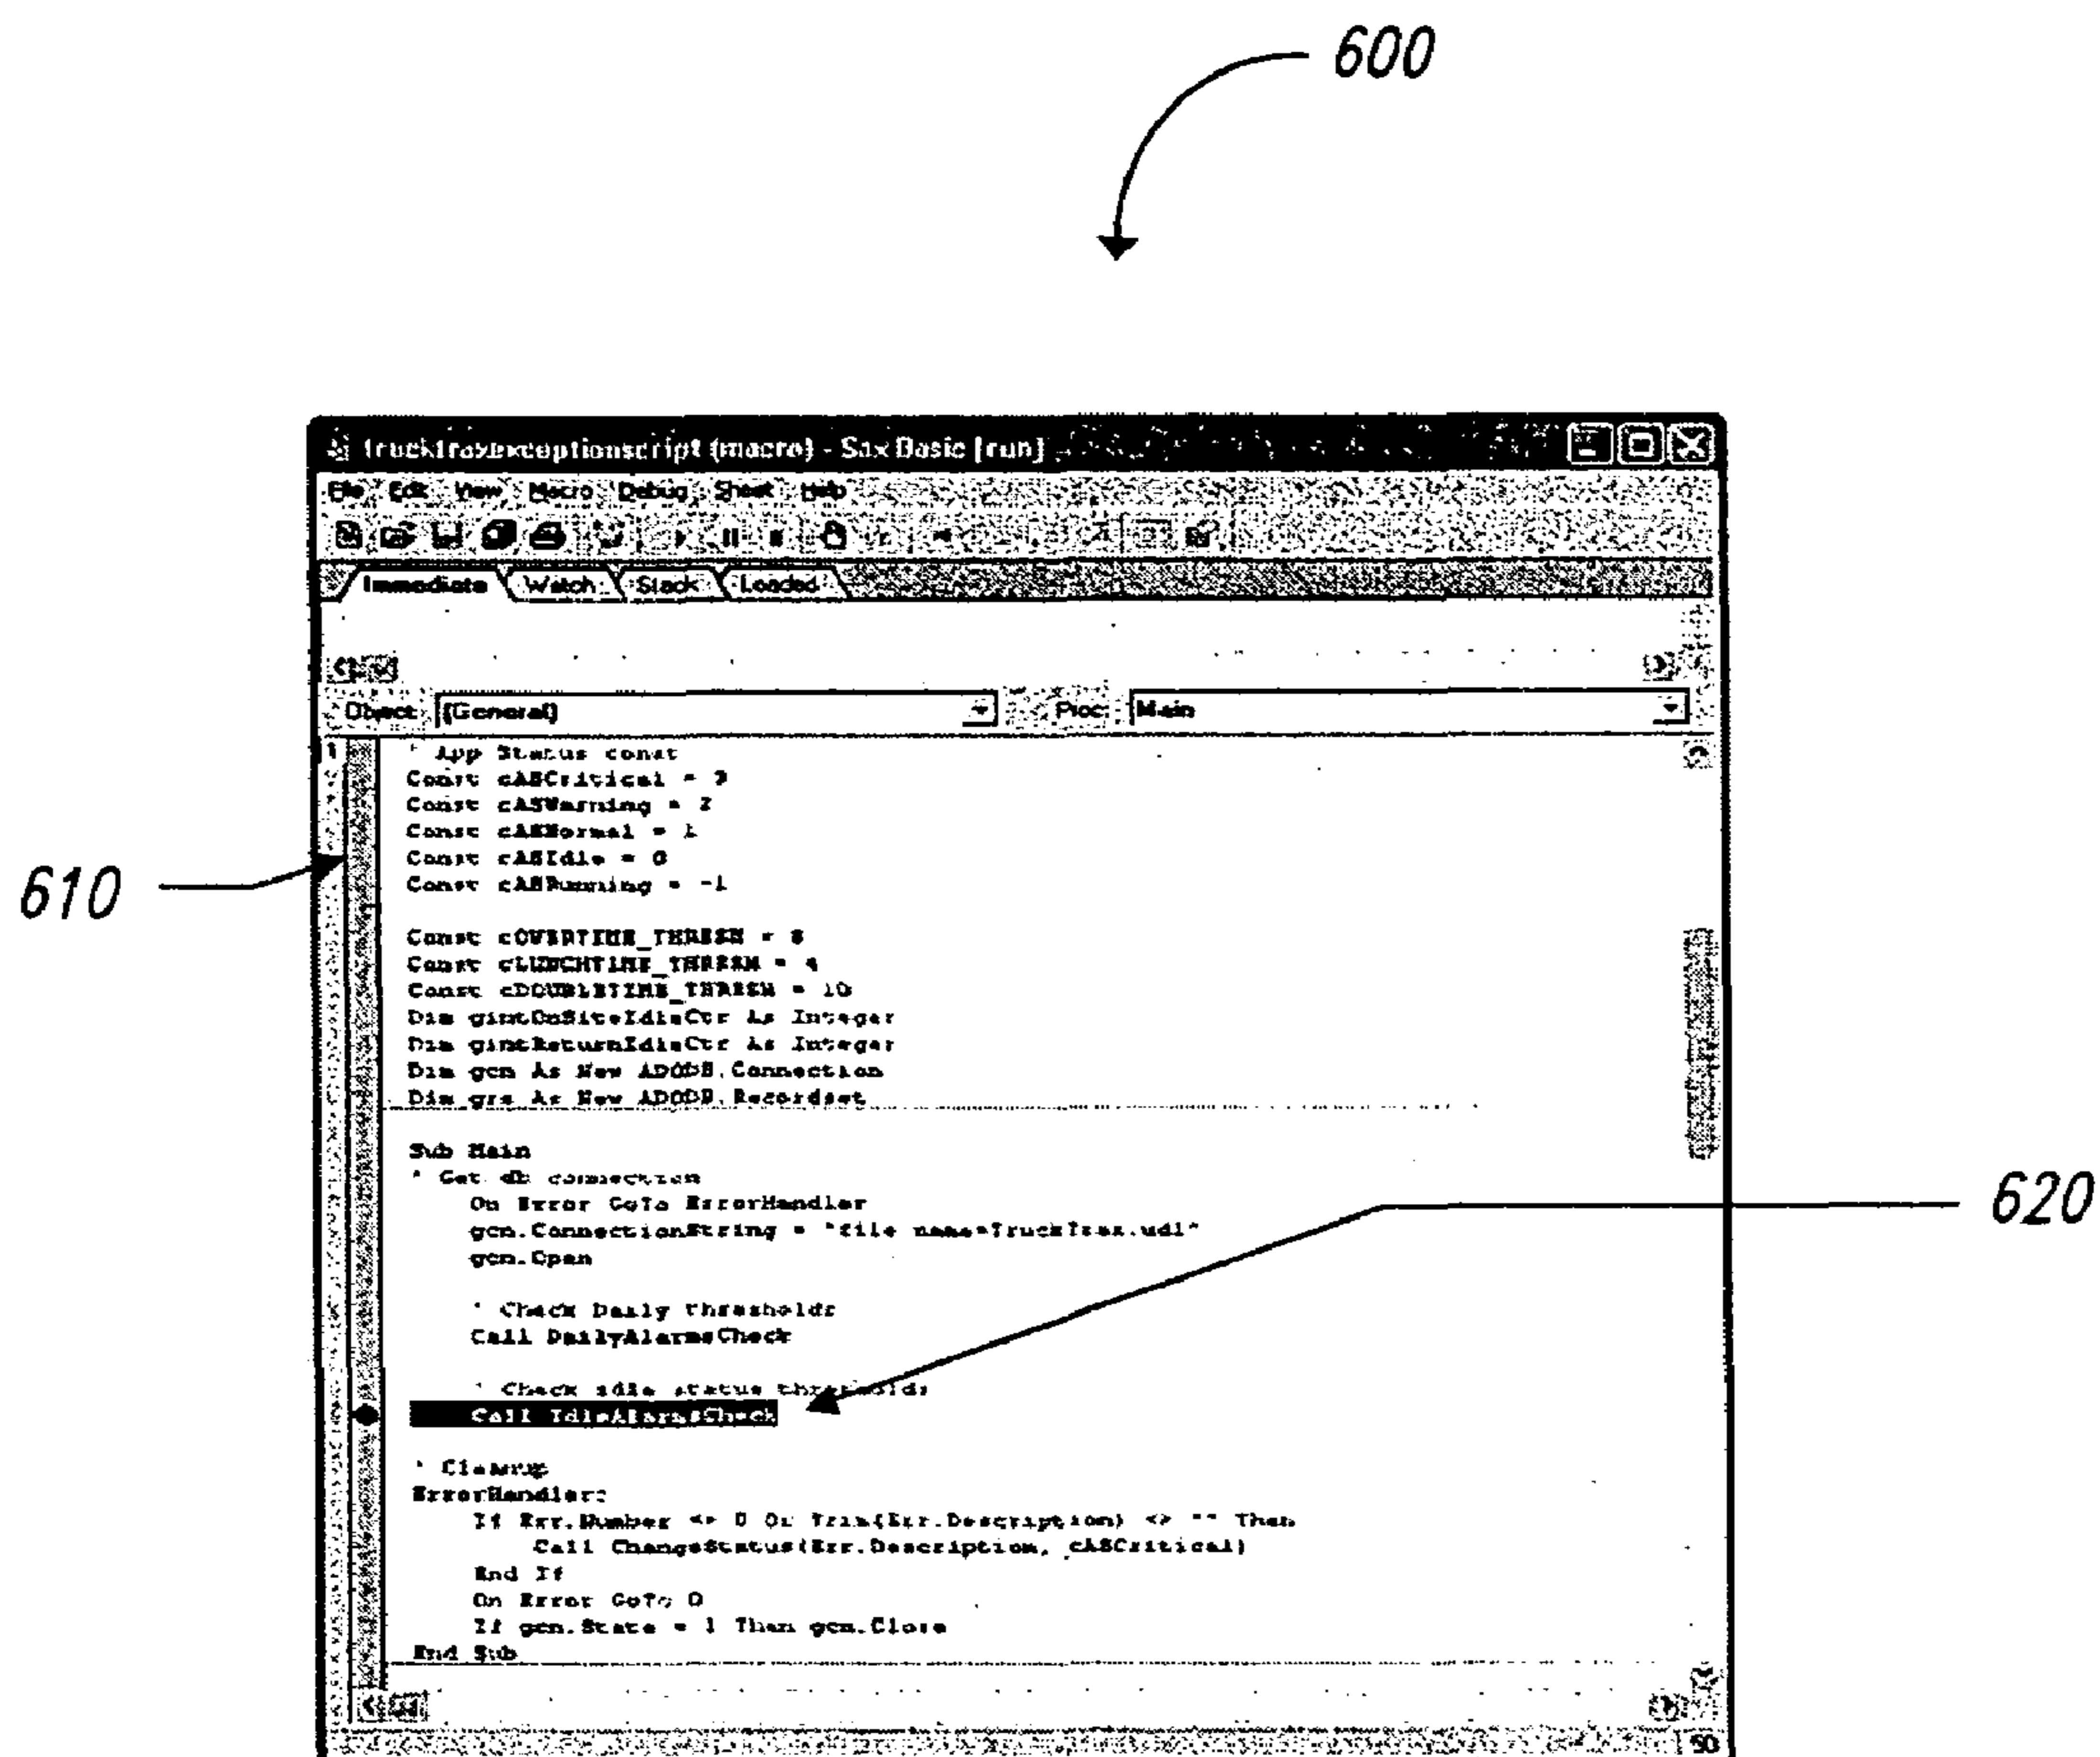 600
trucktraxexceptionscript (macro) - Sax Basic [run]
File Edit View Macro Debug Sheet Help
Immediate Watch Stack Loaded
Object: (General) Proc: Main
1
' App Status const
Const cASCritical = 3
Const cASWarning = 2
Const cASNormal = 1
Const cASIdle = 0
Const cASRunning = -1
610
Const cOVERTIME_THRESH = 8
Const cLUNCHTIME_THRESH = 4
Const cDOUBLETIME_THRESH = 10
Dim gintOnSiteIdleCtr As Integer
Dim gintReturnIdleCtr As Integer
Dim gcn As New ADODB.Connection
Dim grs As New ADODB.Recordset
Sub Main
' Get db connection
On Error GoTo ErrorHandler
gcn.ConnectionString = "file name=TruckTrax.udl"
620
gcn.Open
' Check Daily thresholds
Call DailyAlarmsCheck
' Check idle status thresholds
Call IdleAlarmsCheck
' Cleanup
ErrorHandler:
If Err.Number <> 0 Or Trim(Err.Description) <> "" Then
Call ChangeStatus(Err.Description, cASCritical)
End If
On Error GoTo 0
If gcn.State = 1 Then gcn.Close
End Sub
50